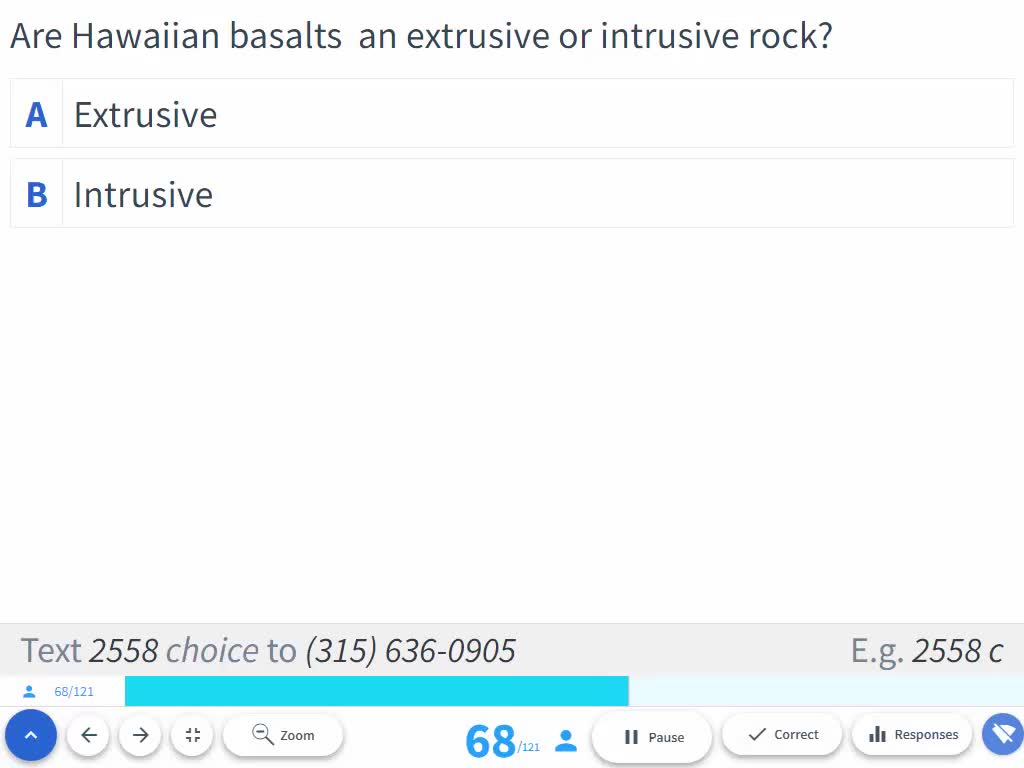 Are Hawaiian basalts  an extrusive or intrusive rock?
A Extrusive
B Intrusive
Text 2558 choice to (315) 636-0905 E.g. 2558 c
68/121
Zoom 68/121 Pause Correct Responses